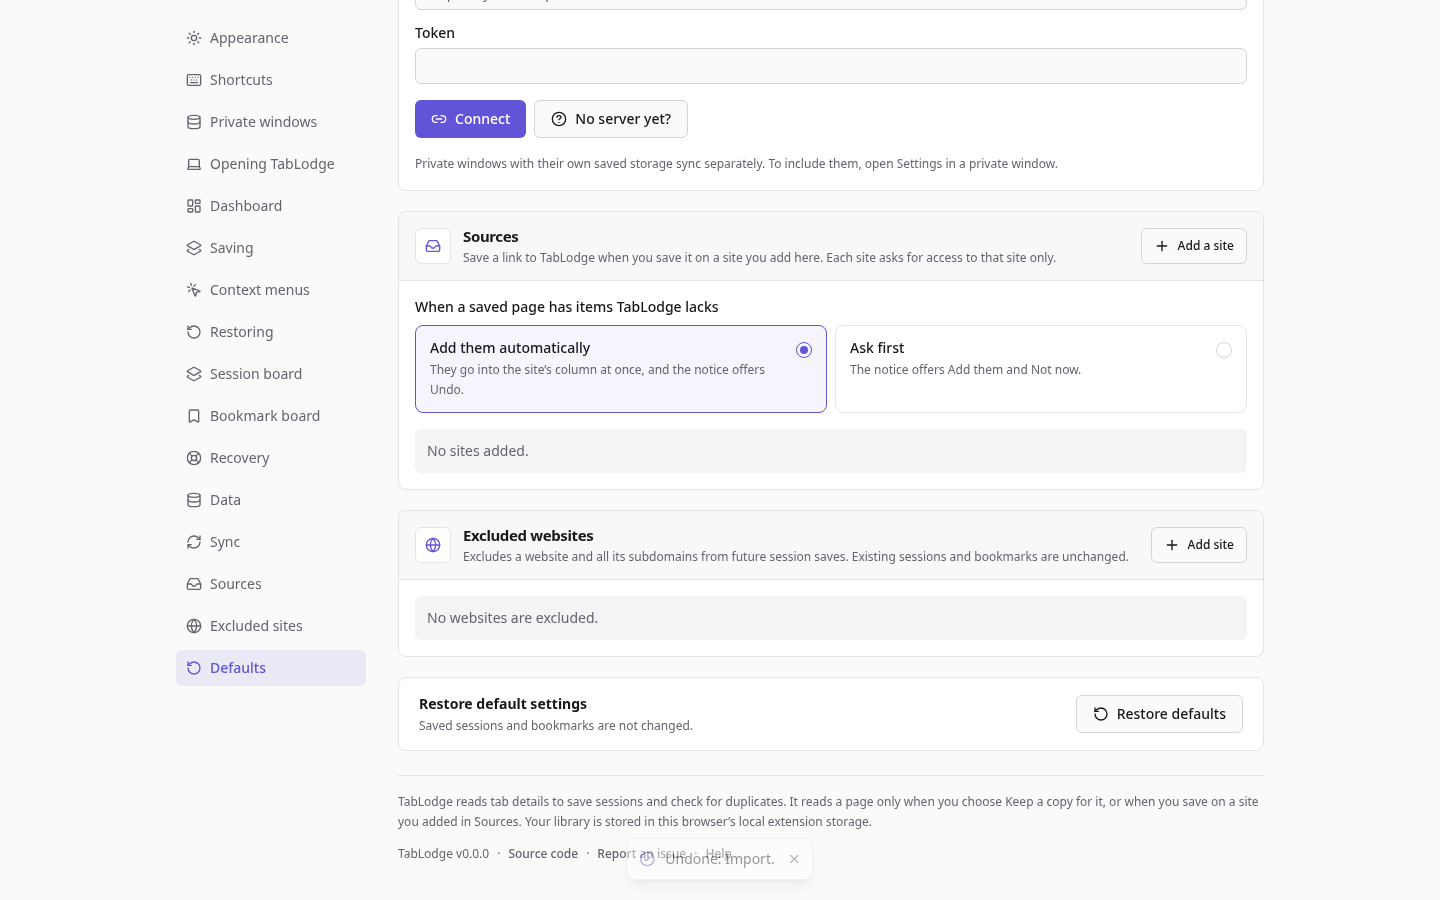 Appearance
Shortcuts
Private windows
Opening TabLodge
Dashboard
Saving
Context menus
Restoring
Session board
Bookmark board
Recovery
Data
Sync
Sources
Excluded sites
Defaults
Token
Connect
No server yet?
Private windows with their own saved storage sync separately. To include them, open Settings in a private window.
Sources
Save a link to TabLodge when you save it on a site you add here. Each site asks for access to that site only.
Add a site
When a saved page has items TabLodge lacks
Add them automatically
They go into the site’s column at once, and the notice offers
Undo.
Ask first
The notice offers Add them and Not now.
No sites added.
Excluded websites
Excludes a website and all its subdomains from future session saves. Existing sessions and bookmarks are unchanged.
Add site
No websites are excluded.
Restore default settings
Saved sessions and bookmarks are not changed.
Restore defaults
TabLodge reads tab details to save sessions and check for duplicates. It reads a page only when you choose Keep a copy for it, or when you save on a site
you added in Sources. Your library is stored in this browser’s local extension storage.
TabLodge v0.0.0 · Source code · Report an issue · Help
Undone: Import.